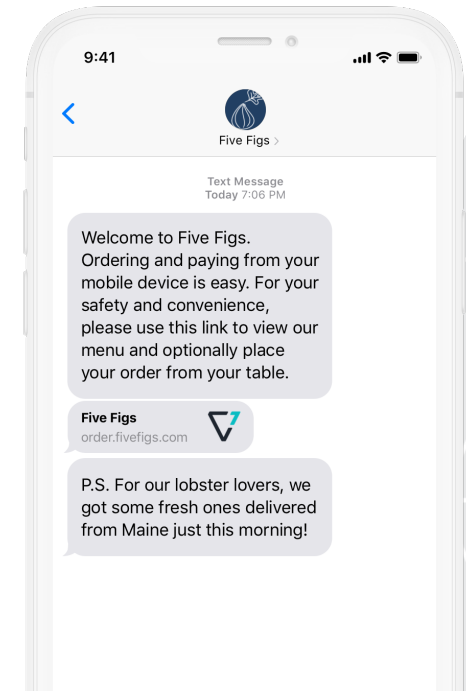 9:41
Five Figs
Text Message
Today 7:06 PM
Welcome to Five Figs.
Ordering and paying from your
mobile device is easy. For your
safety and convenience,
please use this link to view our
menu and optionally place
your order from your table.
Five Figs
order.fivefigs.com
P.S. For our lobster lovers, we
got some fresh ones delivered
from Maine just this morning!